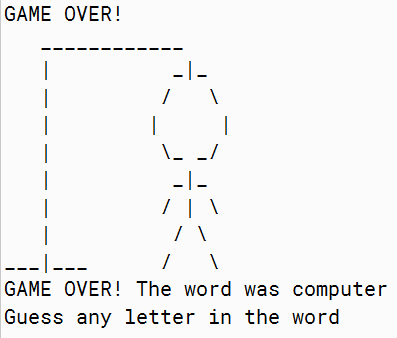 GAME OVER!
GAME OVER! The word was computer
Guess any letter in the word